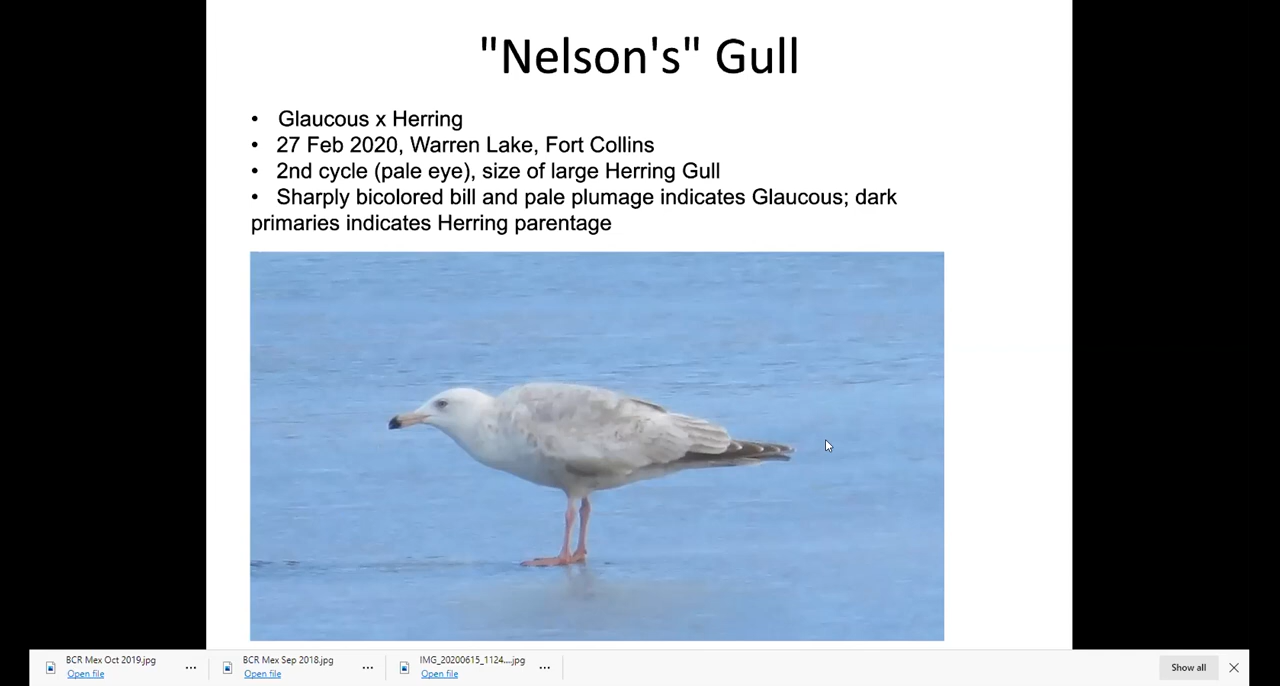 "Nelson's" Gull
• Glaucous x Herring
• 27 Feb 2020, Warren Lake, Fort Collins
• 2nd cycle (pale eye), size of large Herring Gull
• Sharply bicolored bill and pale plumage indicates Glaucous; dark
primaries indicates Herring parentage
BCR Mex Oct 2019.jpg
Open file
BCR Mex Sep 2018.jpg
Open file
IMG_20200615_1124....jpg
Open file
Show all